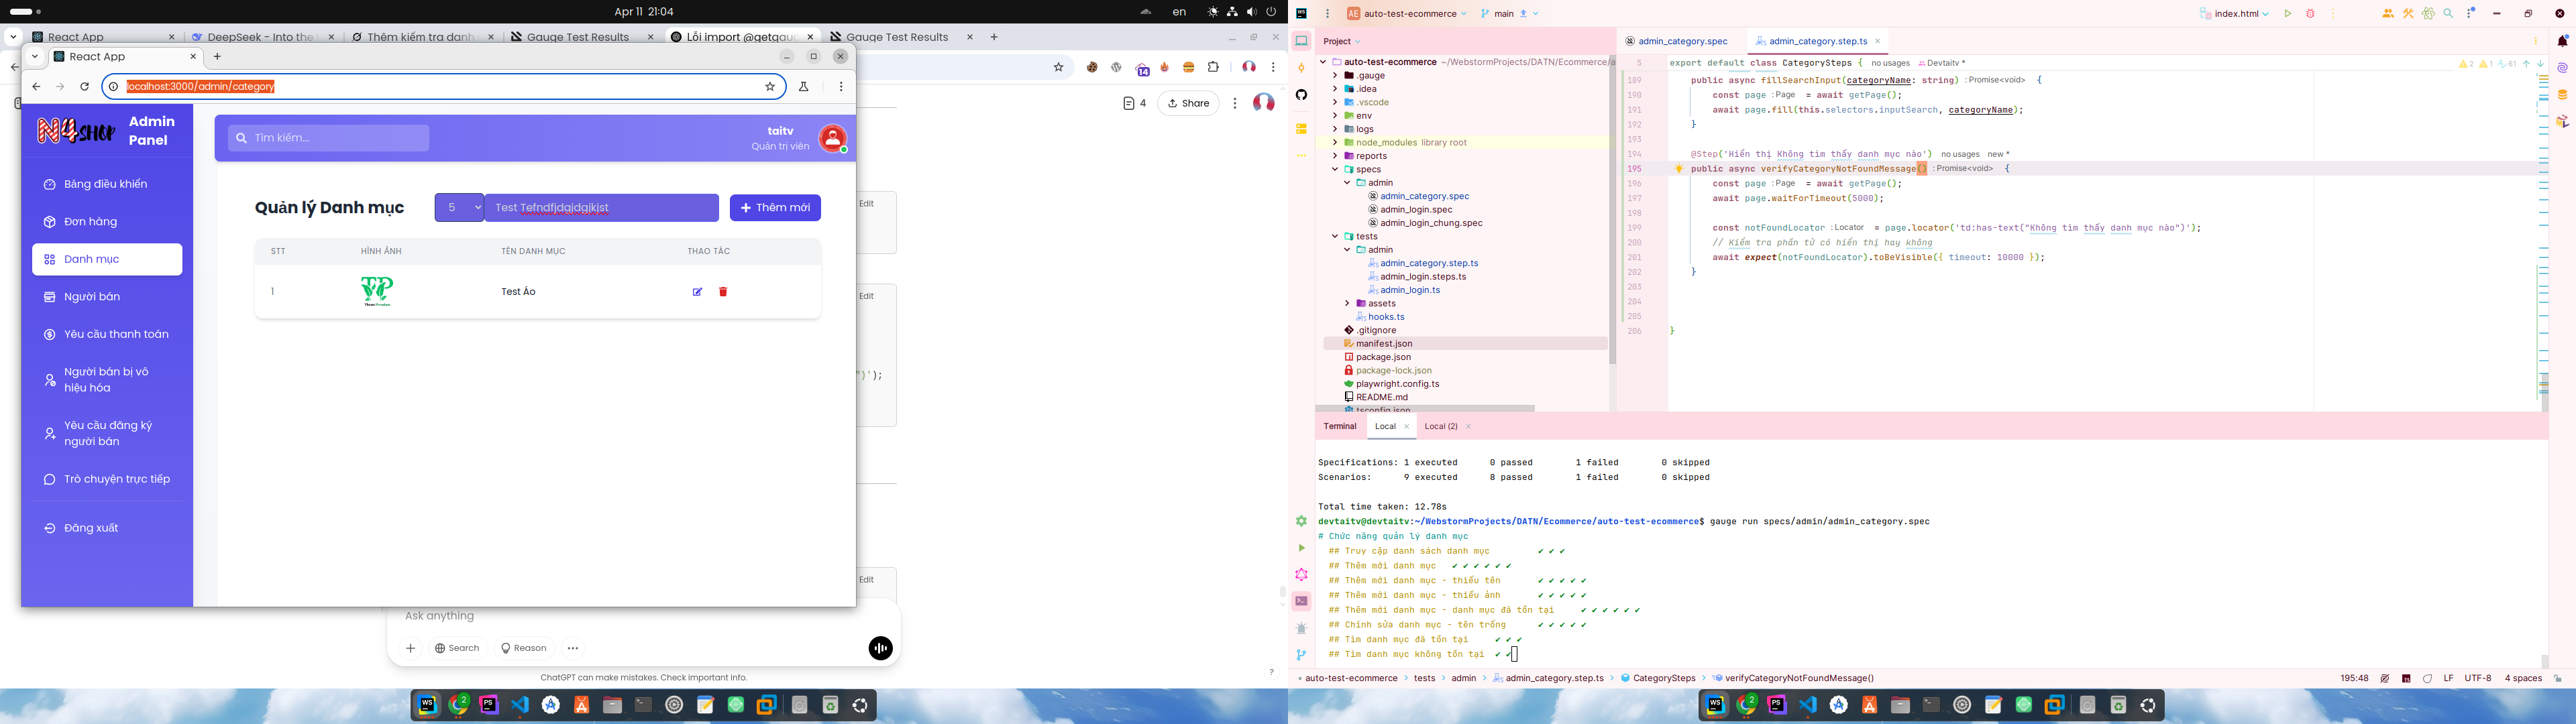 Apr 11 21:04
en
React App
DeepSeek - Into the
Thêm kiểm tra danh
Gauge Test Results
Lỗi import @getgau
Gauge Test Results
React App
localhost:3000/admin/category
14
4
Share
N4 SHOP
Admin Panel
Tìm kiếm...
taitv
Quản trị viên
Bảng điều khiển
Đơn hàng
Danh mục
Người bán
Yêu cầu thanh toán
Người bán bị vô
hiệu hóa
Yêu cầu đăng ký
người bán
Trò chuyện trực tiếp
Đăng xuất
Quản lý Danh mục
5
Thêm mới
STT
HÌNH ẢNH
TÊN DANH MỤC
THAO TÁC
1
Test Áo
Edit
Edit
")');
Edit
Ask anything
Search
Reason
ChatGPT can make mistakes. Check important info.
?
AE
auto-test-ecommerce
main
index.html
Project
admin_category.spec
admin_category.step.ts
auto-test-ecommerce ~/WebstormProjects/DATN/Ecommerce/a
.gauge
.idea
.vscode
env
logs
node_modules library root
reports
specs
admin
admin_category.spec
admin_login.spec
admin_login_chung.spec
tests
admin
admin_category.step.ts
admin_login.steps.ts
admin_login.ts
assets
hooks.ts
.gitignore
manifest.json
package.json
package-lock.json
playwright.config.ts
README.md
tsconfig.json
5 export default class CategorySteps { no usages Devtaitv *
2 1 61
189 public async fillSearchInput(categoryName: string) : Promise<void> {
190 const page : Page = await getPage();
191 await page.fill(this.selectors.inputSearch, categoryName);
192 }
193
194 @Step('Hiển thị Không tìm thấy danh mục nào') no usages new *
195 public async verifyCategoryNotFoundMessage() : Promise<void> {
196 const page : Page = await getPage();
197 await page.waitForTimeout(5000);
198
199 const notFoundLocator : Locator = page.locator('td:has-text("Không tìm thấy danh mục nào")');
200 // Kiểm tra phần tử có hiển thị hay không
201 await expect(notFoundLocator).toBeVisible({ timeout: 10000 });
202 }
203
204
205
206 }
Terminal
Local
Local (2)
Specifications: 1 executed 0 passed 1 failed 0 skipped
Scenarios: 9 executed 8 passed 1 failed 0 skipped
Total time taken: 12.78s
devtaitv@devtaitv:~/WebstormProjects/DATN/Ecommerce/auto-test-ecommerce$ gauge run specs/admin/admin_category.spec
# Chức năng quản lý danh mục
## Truy cập danh sách danh mục ✔ ✔ ✔
## Thêm mới danh mục ✔ ✔ ✔ ✔ ✔ ✔
## Thêm mới danh mục - thiếu tên ✔ ✔ ✔ ✔ ✔
## Thêm mới danh mục - thiếu ảnh ✔ ✔ ✔ ✔ ✔
## Thêm mới danh mục - danh mục đã tồn tại ✔ ✔ ✔ ✔ ✔ ✔
## Chỉnh sửa danh mục - tên trống ✔ ✔ ✔ ✔ ✔
## Tìm danh mục đã tồn tại ✔ ✔ ✔
## Tìm danh mục không tồn tại ✔ ✔
auto-test-ecommerce
tests
admin
admin_category.step.ts
CategorySteps
verifyCategoryNotFoundMessage()
195:48
LF
UTF-8
4 spaces